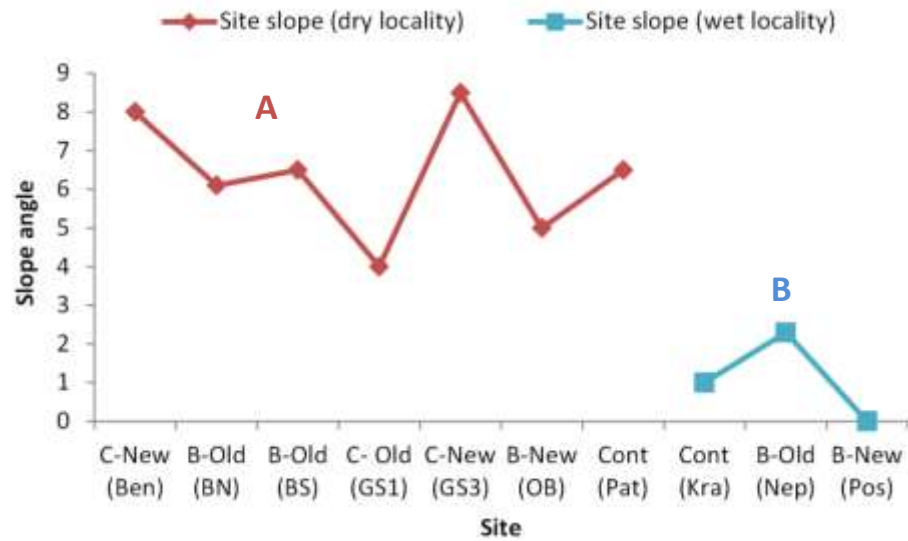 Site slope (dry locality) Site slope (wet locality)
9
8
7
6
5
4
3
2
1
0
A
B
Slope angle
C-New B-Old B-Old C- Old C-New B-New Cont Cont B-Old B-New
(Ben) (BN) (BS) (GS1) (GS3) (OB) (Pat) (Kra) (Nep) (Pos)
Site